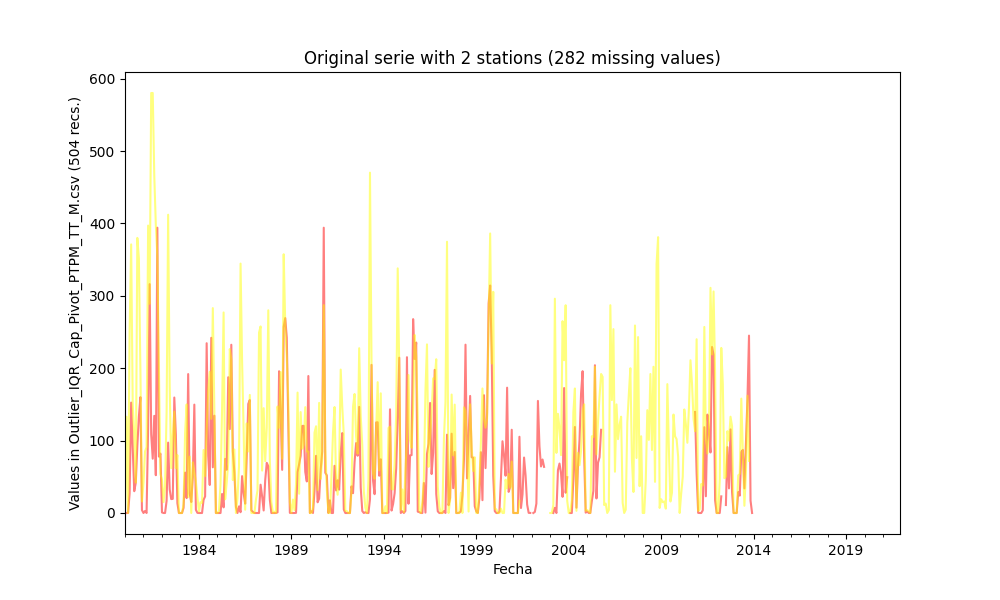 Original serie with 2 stations (282 missing values)
Values in Outlier_IQR_Cap_Pivot_PTPM_TT_M.csv (504 recs.)
600
500
400
300
200
100
0
1984 1989 1994 1999 2004 2009 2014 2019
Fecha